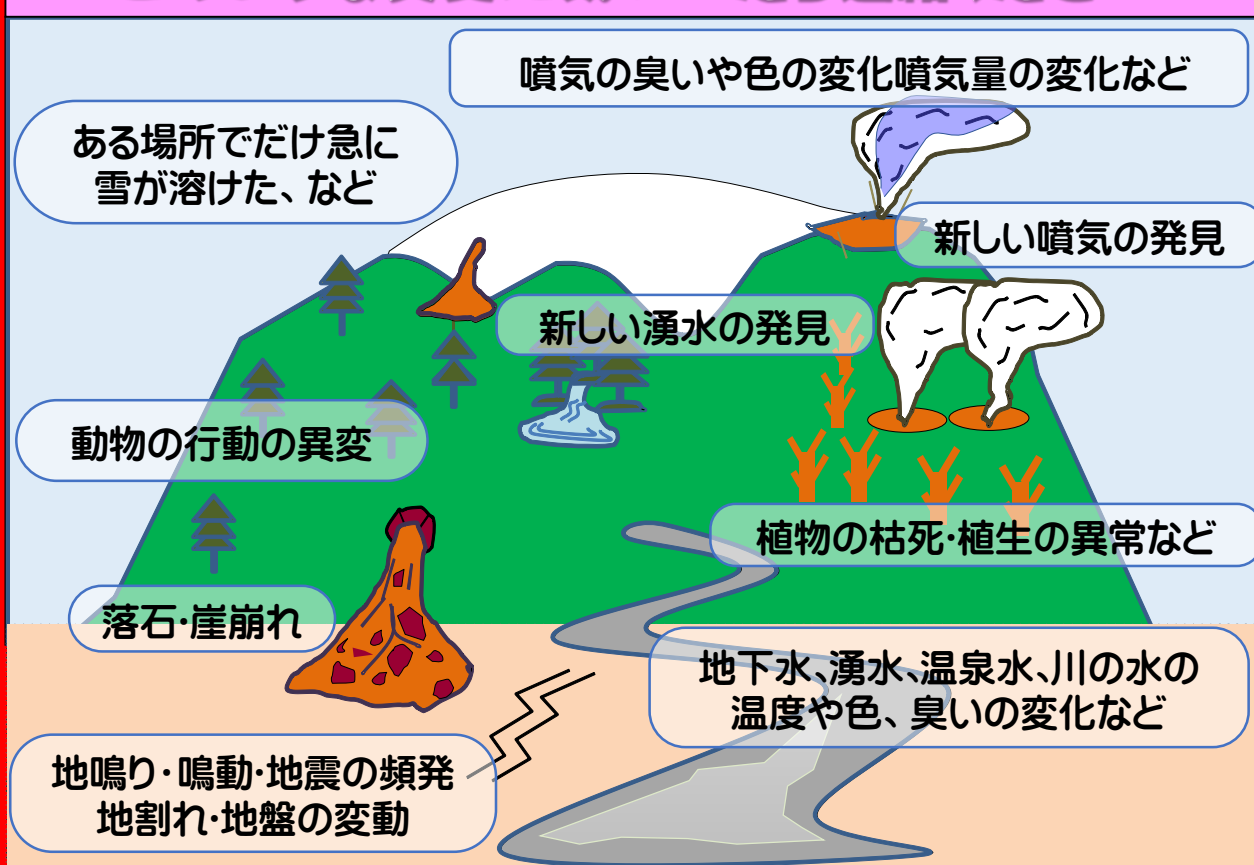 噴気の臭いや色の変化噴気量の変化など
ある場所でだけ急に
雪が溶けた、など
新しい噴気の発見
新しい湧水の発見
動物の行動の異変
植物の枯死・植生の異常など
落石・崖崩れ
地下水、湧水、温泉水、川の水の
温度や色、臭いの変化など
地鳴り・鳴動・地震の頻発
地割れ・地盤の変動